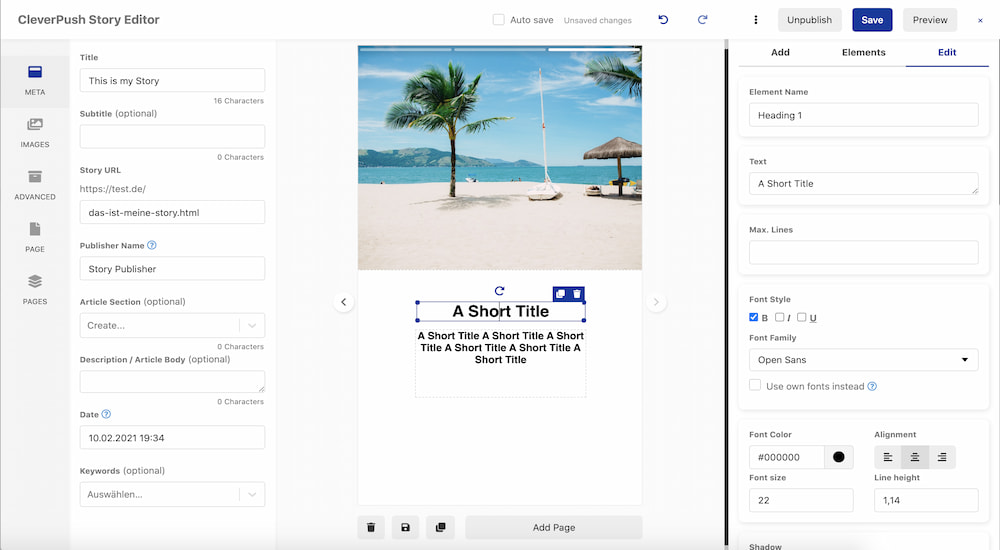 CleverPush Story Editor
Auto save
Unsaved changes
Unpublish
Save
Preview
×
META
IMAGES
ADVANCED
PAGE
PAGES
Title
This is my Story
16 Characters
Subtitle (optional)
0 Characters
Story URL
https://test.de/
das-ist-meine-story.html
Publisher Name ?
Story Publisher
Article Section (optional)
Create...
0 Characters
Description / Article Body (optional)
0 Characters
Date ?
10.02.2021 19:34
Keywords (optional)
Auswählen...
A Short Title
A Short Title A Short Title A Short
Title A Short Title A Short Title A
Short Title
Add Page
Add
Elements
Edit
Element Name
Heading 1
Text
A Short Title
Max. Lines
Font Style
B I U
Font Family
Open Sans
Use own fonts instead ?
Font Color
#000000
Alignment
Font size
22
Line height
1,14
Shadow